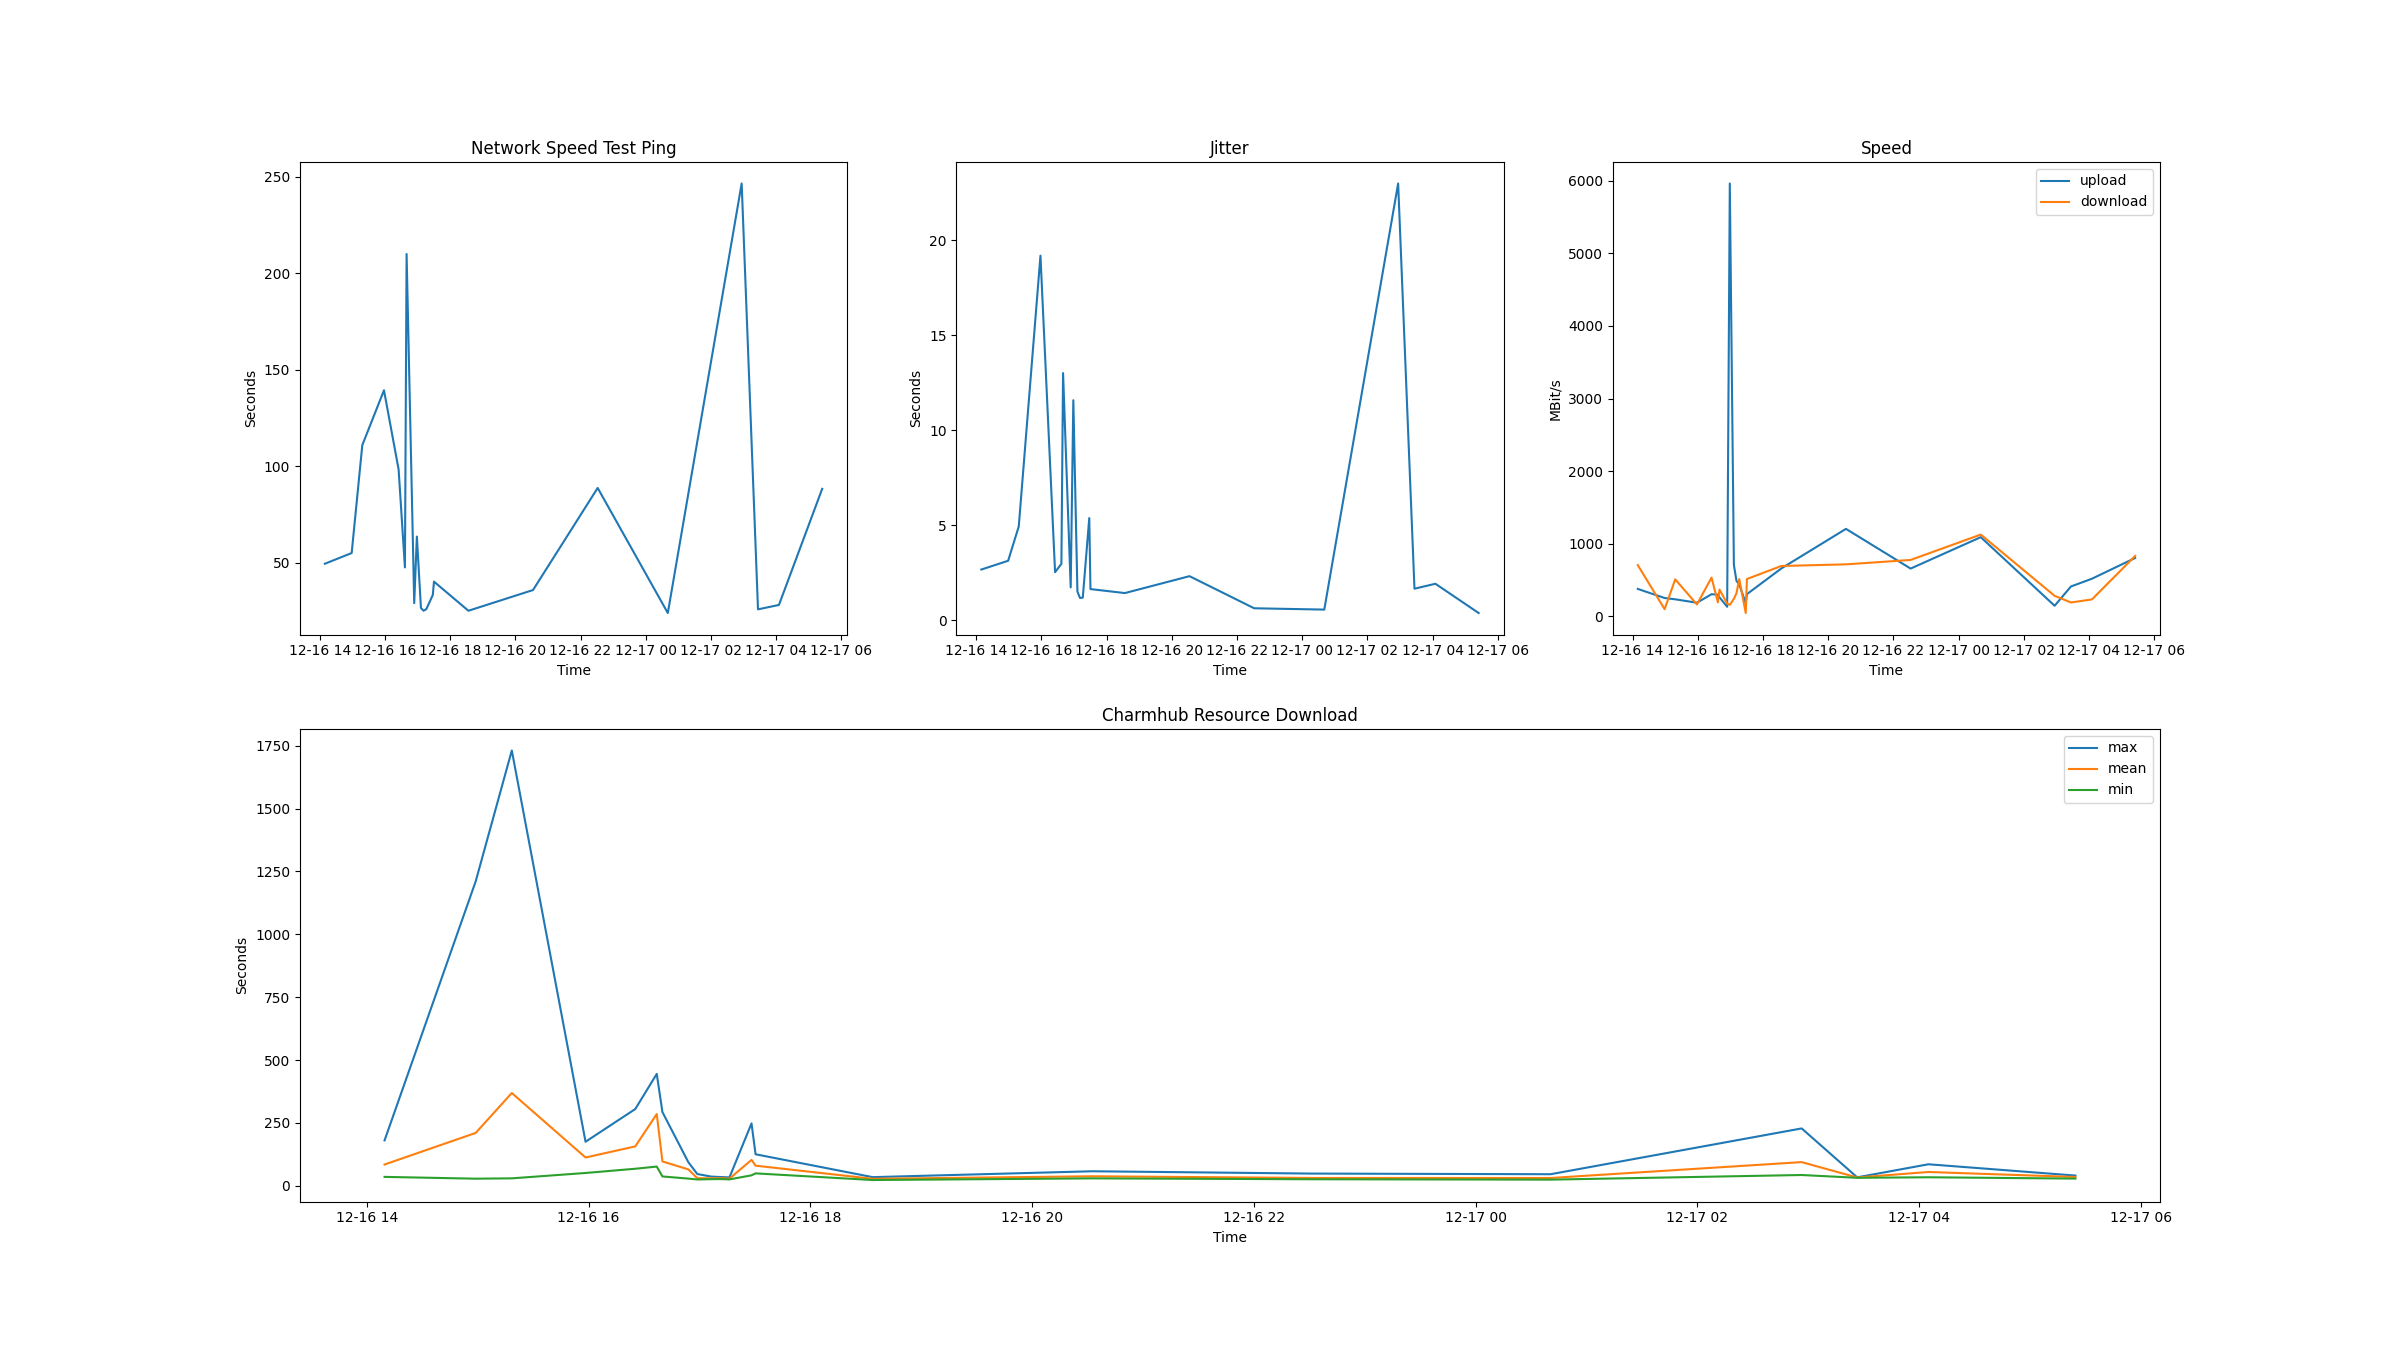 Network Speed Test Ping
250
200
150
100
50
Seconds
12-16 14 12-16 16 12-16 18 12-16 20 12-16 22 12-17 00 12-17 02 12-17 04 12-17 06
Time
Jitter
20
15
10
5
0
Seconds
12-16 14 12-16 16 12-16 18 12-16 20 12-16 22 12-17 00 12-17 02 12-17 04 12-17 06
Time
Speed
upload
download
6000
5000
4000
3000
2000
1000
0
MBit/s
12-16 14 12-16 16 12-16 18 12-16 20 12-16 22 12-17 00 12-17 02 12-17 04 12-17 06
Time
Charmhub Resource Download
max
mean
min
1750
1500
1250
1000
750
500
250
0
Seconds
12-16 14 12-16 16 12-16 18 12-16 20 12-16 22 12-17 00 12-17 02 12-17 04 12-17 06
Time